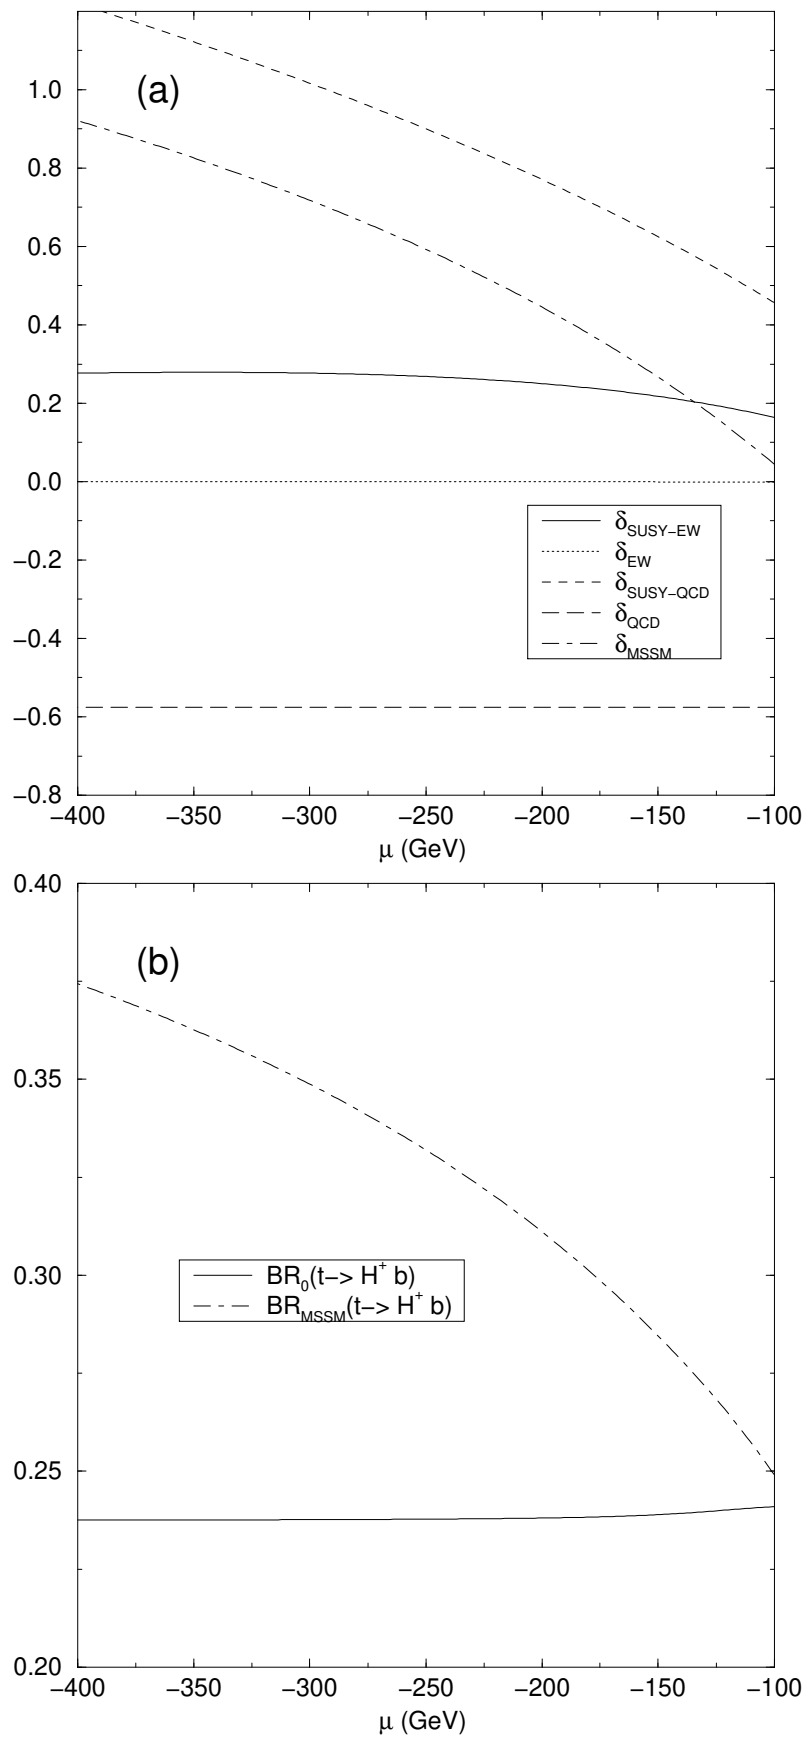 (a)
1.0
0.8
0.6
0.4
0.2
0.0
−0.2
−0.4
−0.6
−0.8
δSUSY−EW
δEW
δSUSY−QCD
δQCD
δMSSM
−400 −350 −300 −250 −200 −150 −100
μ (GeV)
(b)
0.40
0.35
0.30
0.25
0.20
BR0(t−> H+ b)
BRMSSM(t−> H+ b)
−400 −350 −300 −250 −200 −150 −100
μ (GeV)